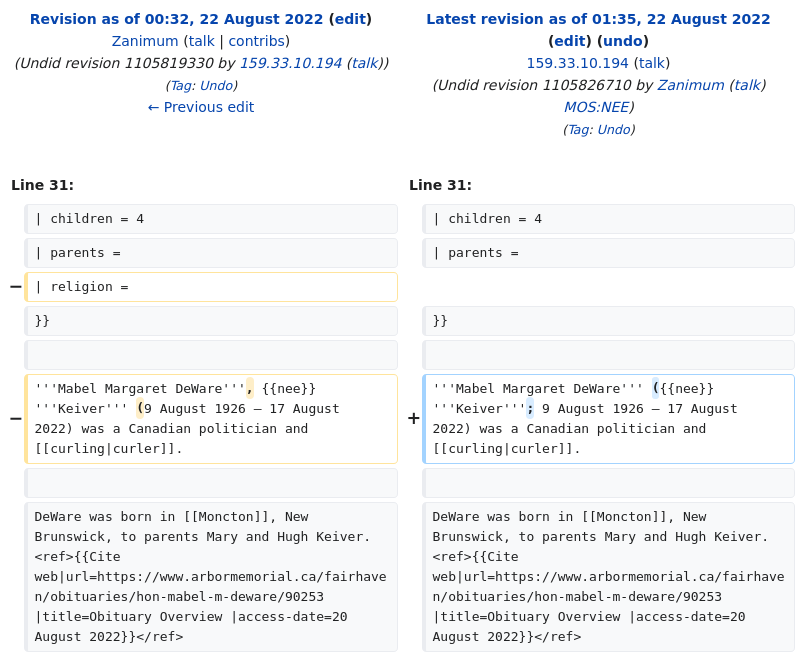 Revision as of 00:32, 22 August 2022 (edit)
Zanimum (talk | contribs)
(Undid revision 1105819330 by 159.33.10.194 (talk))
(Tag: Undo)
← Previous edit
Latest revision as of 01:35, 22 August 2022
(edit) (undo)
159.33.10.194 (talk)
(Undid revision 1105826710 by Zanimum (talk)
MOS:NEE)
(Tag: Undo)
Line 31:
| children = 4
| parents =
− | religion =
}}
− '''Mabel Margaret DeWare''', {{nee}}
'''Keiver''' (9 August 1926 – 17 August
2022) was a Canadian politician and
[[curling|curler]].
DeWare was born in [[Moncton]], New
Brunswick, to parents Mary and Hugh Keiver.
<ref>{{Cite
web|url=https://www.arbormemorial.ca/fairhave
n/obituaries/hon-mabel-m-deware/90253
|title=Obituary Overview |access-date=20
August 2022}}</ref>
Line 31:
| children = 4
| parents =
}}
+ '''Mabel Margaret DeWare''' ({{nee}}
'''Keiver'''; 9 August 1926 – 17 August
2022) was a Canadian politician and
[[curling|curler]].
DeWare was born in [[Moncton]], New
Brunswick, to parents Mary and Hugh Keiver.
<ref>{{Cite
web|url=https://www.arbormemorial.ca/fairhave
n/obituaries/hon-mabel-m-deware/90253
|title=Obituary Overview |access-date=20
August 2022}}</ref>